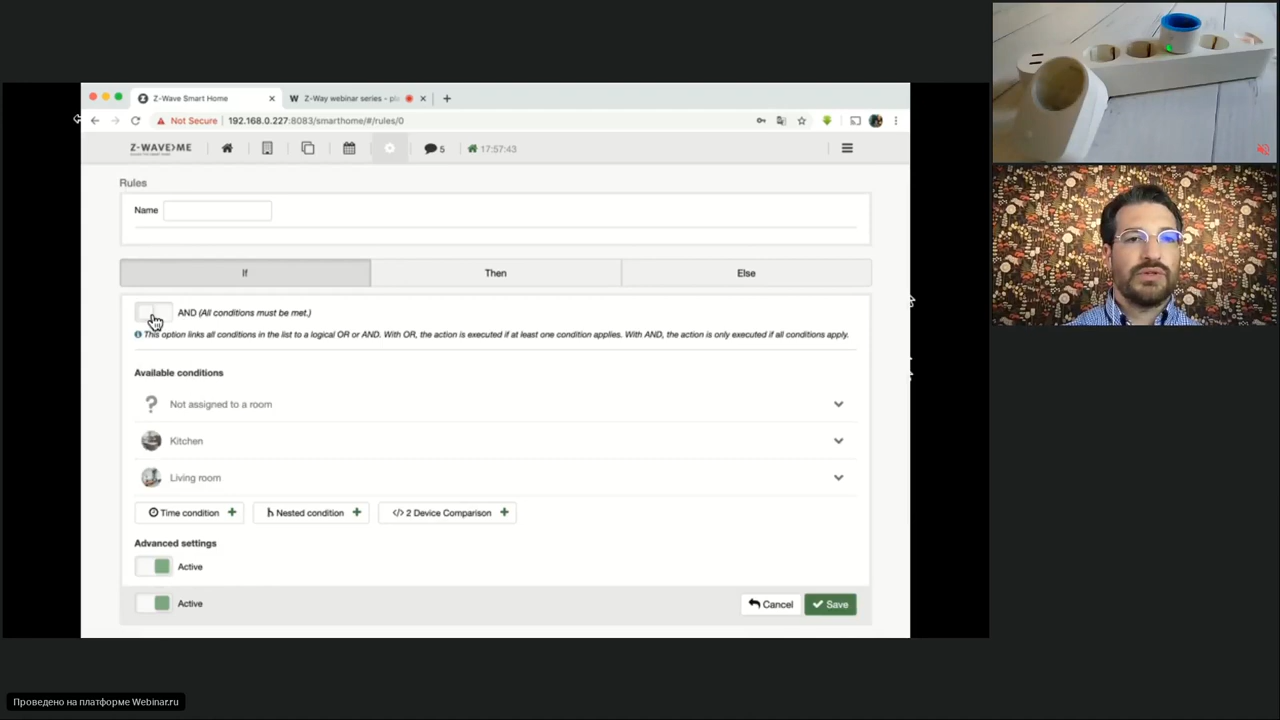 Z-Wave Smart Home
Z-Way webinar series - pl
Not Secure 192.168.0.227:8083/smarthome/#/rules/0
Z-WAVE>ME 5 17:57:43
Rules
Name
If Then Else
AND (All conditions must be met.)
This option links all conditions in the list to a logical OR or AND. With OR, the action is executed if at least one condition applies. With AND, the action is only executed if all conditions apply.
Available conditions
? Not assigned to a room
Kitchen
Living room
Time condition + Nested condition + </> 2 Device Comparison +
Advanced settings
Active
Active Cancel Save
Проведено на платформе Webinar.ru